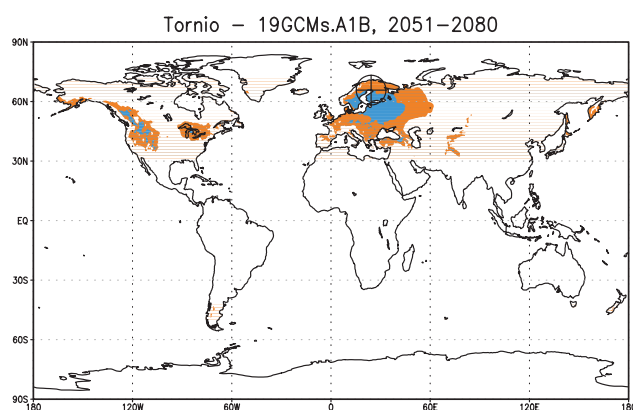 Tornio – 19GCMs.A1B, 2051–2080
90N
60N
30N
EQ
30S
60S
90S
180 120W 60W 0 60E 120E 180